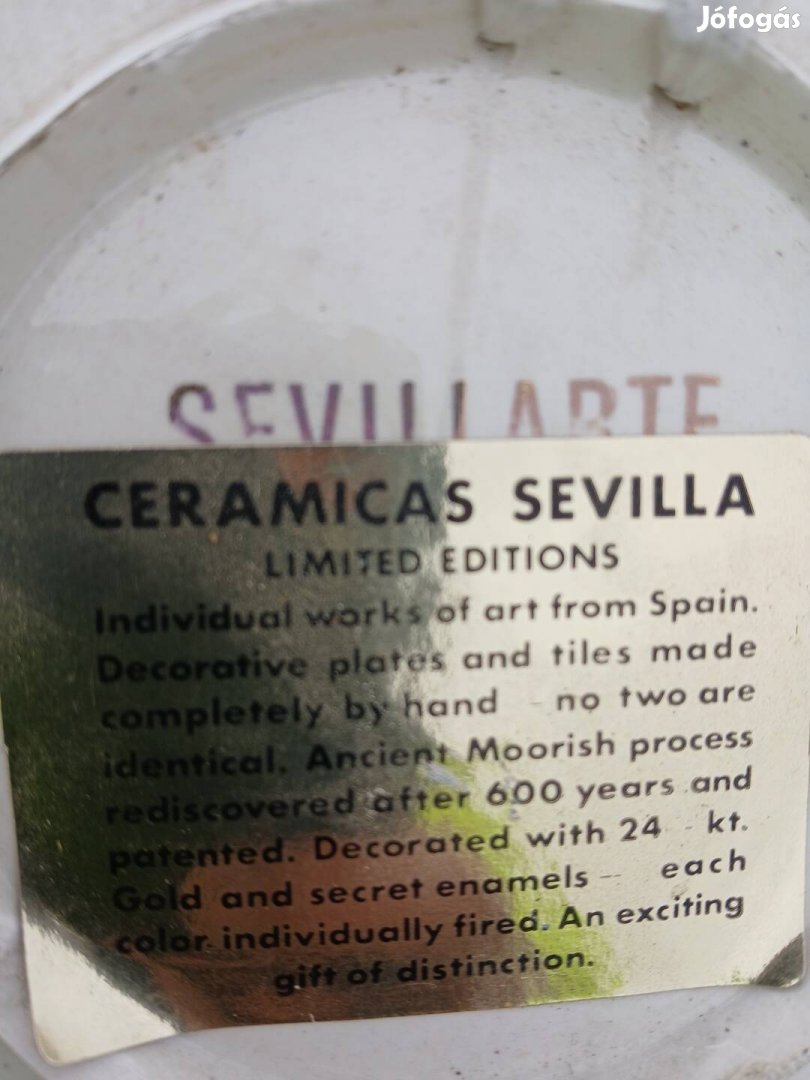 Jófogás
SEVILLARTE
CERAMICAS SEVILLA
LIMITED EDITIONS
Individual works of art from Spain.
Decorative plates and tiles made
completely by hand - no two are
identical. Ancient Moorish process
rediscovered after 600 years and
patented. Decorated with 24 - kt.
Gold and secret enamels - each
color individually fired. An exciting
gift of distinction.